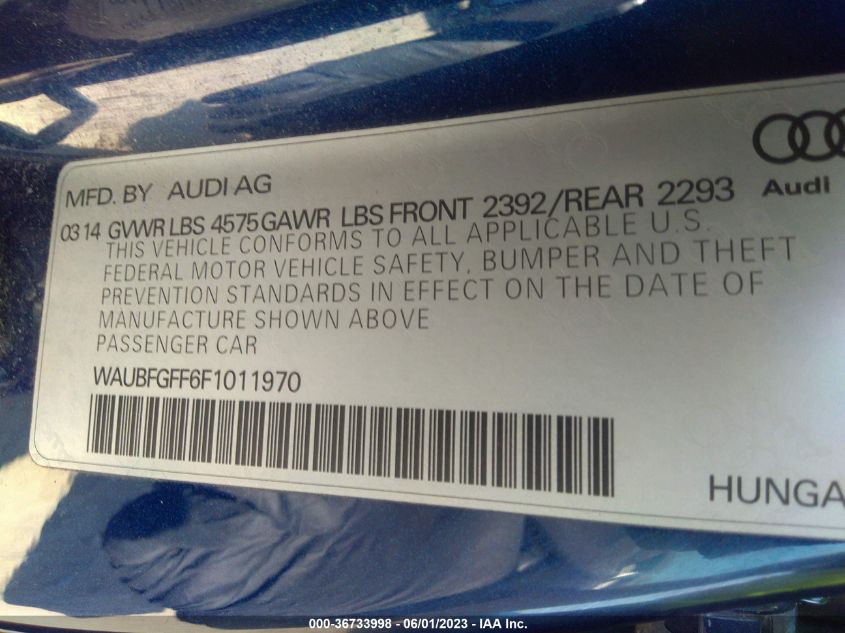 MFD. BY AUDI AG
Audi
03 14 GVWR LBS 4575 GAWR LBS FRONT 2392/REAR 2293
THIS VEHICLE CONFORMS TO ALL APPLICABLE U.S.
FEDERAL MOTOR VEHICLE SAFETY, BUMPER AND THEFT
PREVENTION STANDARDS IN EFFECT ON THE DATE OF
MANUFACTURE SHOWN ABOVE
PASSENGER CAR
WAUBFGFF6F1011970
HUNGA
000-36733998 - 06/01/2023 - IAA Inc.